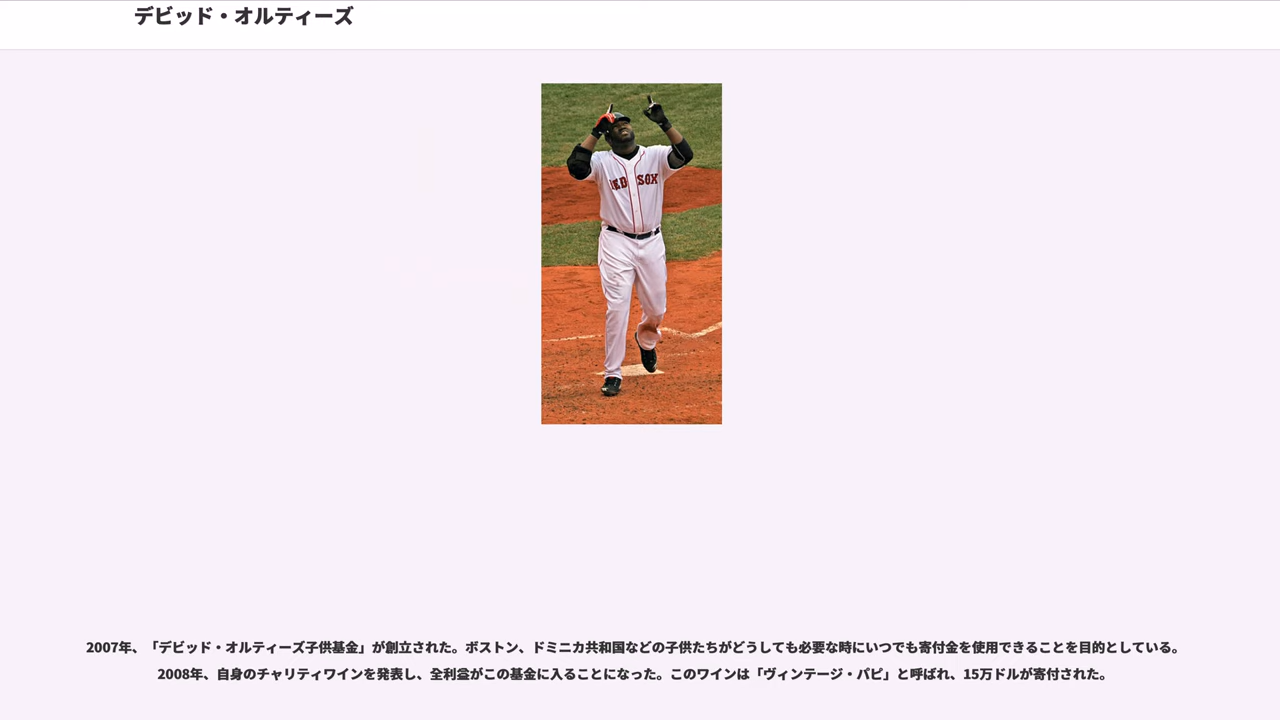 デビッド・オルティーズ
RED SOX
2007年、「デビッド・オルティーズ子供基金」が創立された。ボストン、ドミニカ共和国などの子供たちがどうしても必要な時にいつでも寄付金を使用できることを目的としている。
2008年、自身のチャリティワインを発表し、全利益がこの基金に入ることになった。このワインは「ヴィンテージ・パピ」と呼ばれ、15万ドルが寄付された。